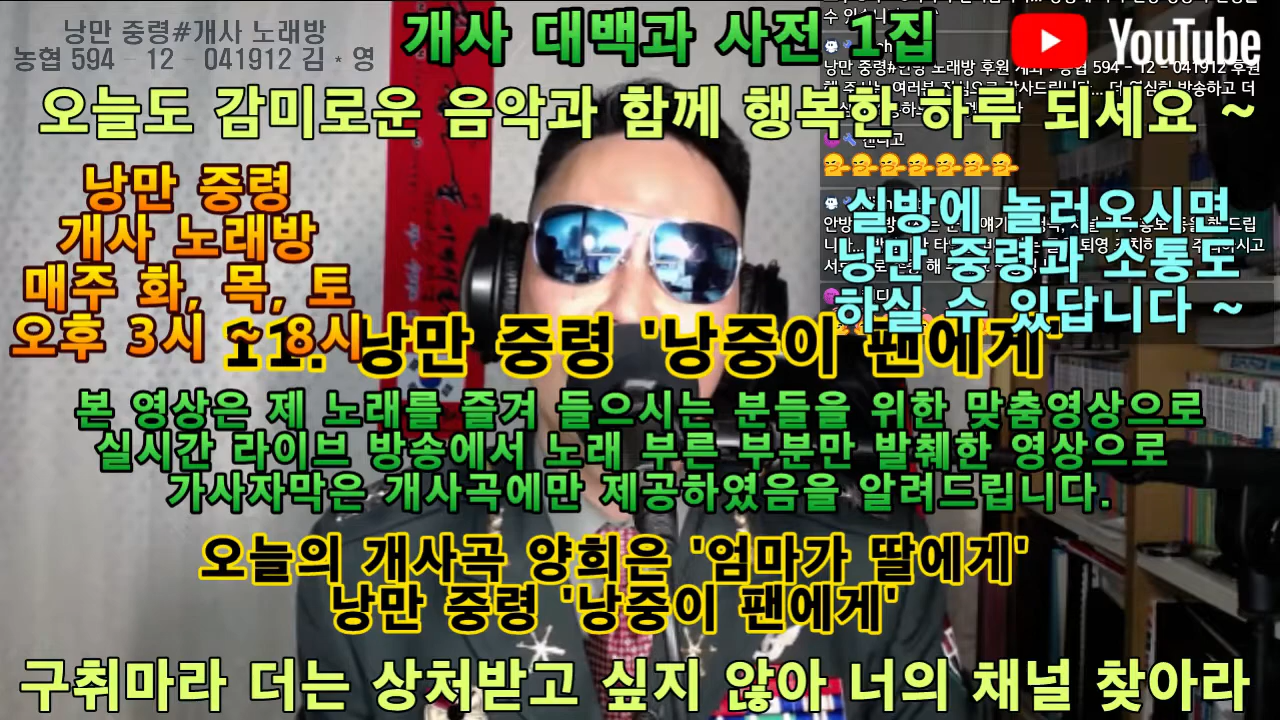 낭만 중령#개사 노래방
농협 594 - 12 - 041912 김*영
개사 대백과 사전 1집
YouTube
오늘도 감미로운 음악과 함께 행복한 하루 되세요 ~
낭만 중령
개사 노래방
매주 화, 목, 토
오후 3시 ~ 8시
실방에 놀러오시면
낭만 중령과 소통도
하실 수 있답니다 ~
11. 낭만 중령 '낭중이 팬에게'
본 영상은 제 노래를 즐겨 들으시는 분들을 위한 맞춤영상으로
실시간 라이브 방송에서 노래 부른 부분만 발췌한 영상으로
가사자막은 개사곡에만 제공하였음을 알려드립니다.
오늘의 개사곡 양희은 '엄마가 딸에게'
낭만 중령 '낭중이 팬에게'
구취마라 더는 상처받고 싶지 않아 너의 채널 찾아라